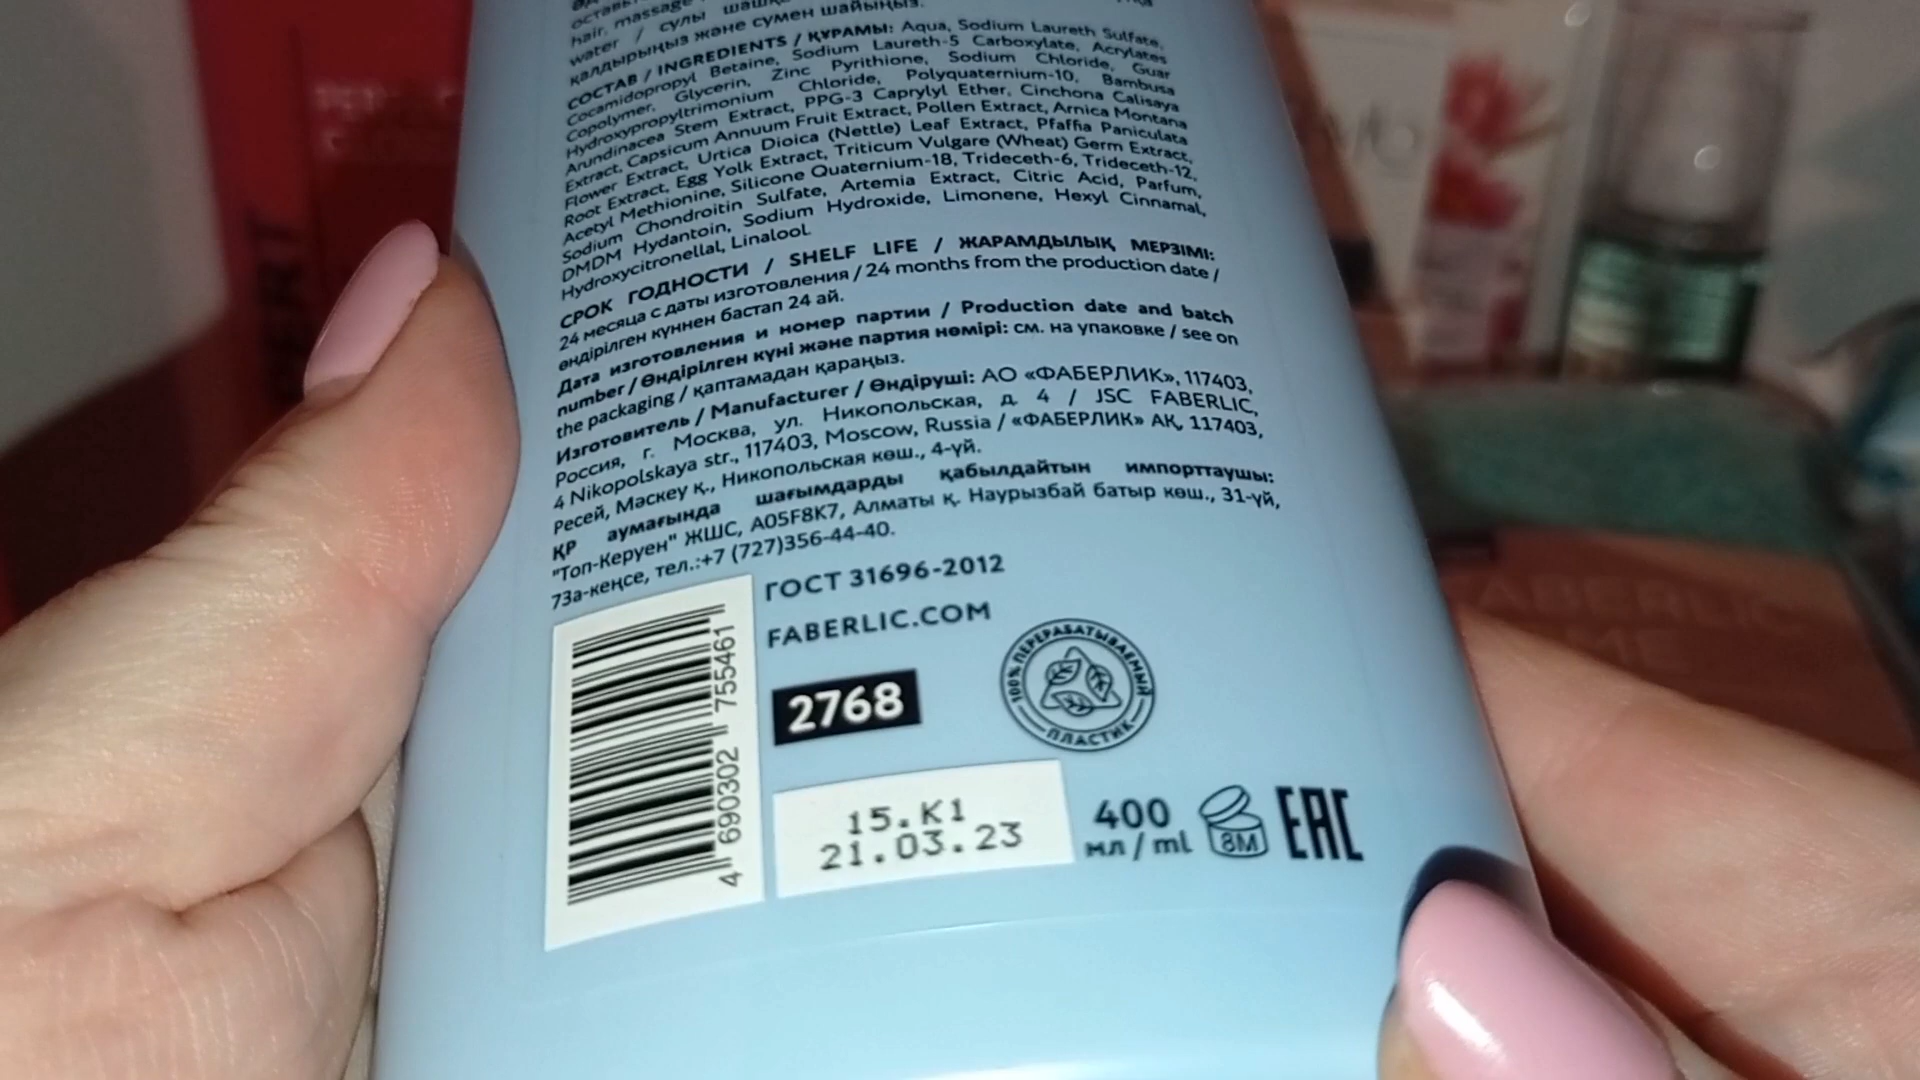 оставьте
hair, massage
water / сулы
қалдырыңыз және сумен шайыңыз.
СОСТАВ / INGREDIENTS / ҚҰРАМЫ: Aqua, Sodium Laureth Sulfate,
Cocamidopropyl Betaine, Sodium Laureth-5 Carboxylate, Acrylates
Copolymer, Glycerin, Zinc Pyrithione, Sodium Chloride, Guar
Hydroxypropyltrimonium Chloride, Polyquaternium-10, Bambusa
Arundinacea Stem Extract, PPG-3 Caprylyl Ether, Cinchona Calisaya
Extract, Capsicum Annuum Fruit Extract, Pollen Extract, Arnica Montana
Flower Extract, Urtica Dioica (Nettle) Leaf Extract, Pfaffia Paniculata
Root Extract, Egg Yolk Extract, Triticum Vulgare (Wheat) Germ Extract,
Acetyl Methionine, Silicone Quaternium-18, Trideceth-6, Trideceth-12,
Sodium Chondroitin Sulfate, Artemia Extract, Citric Acid, Parfum,
DMDM Hydantoin, Sodium Hydroxide, Limonene, Hexyl Cinnamal,
Hydroxycitronellal, Linalool.
СРОК ГОДНОСТИ / SHELF LIFE / ЖАРАМДЫЛЫҚ МЕРЗІМІ:
24 месяца с даты изготовления / 24 months from the production date /
өндірілген күннен бастап 24 ай.
Дата изготовления и номер партии / Production date and batch
number / Өндірілген күні және партия нөмірі: см. на упаковке / see on
the packaging / қаптамадан қараңыз.
Изготовитель / Manufacturer / Өндіруші: АО «ФАБЕРЛИК», 117403,
Россия, г. Москва, ул. Никопольская, д. 4 / JSC FABERLIC,
4 Nikopolskaya str., 117403, Moscow, Russia / «ФАБЕРЛИК» АҚ, 117403,
Ресей, Мәскеу қ., Никопольская көш., 4-үй.
ҚР аумағында шағымдарды қабылдайтын импорттаушы:
"Топ-Керуен" ЖШС, A05F8K7, Алматы қ. Наурызбай батыр көш., 31-үй,
73а-кеңсе, тел.:+7 (727)356-44-40.
ГОСТ 31696-2012
FABERLIC.COM
2768
100% ПЕРЕРАБАТЫВАЕМЫЙ
ПЛАСТИК
4 690302 755461
15.К1
21.03.23
400
мл / ml
8M
EAC
FABERLIC